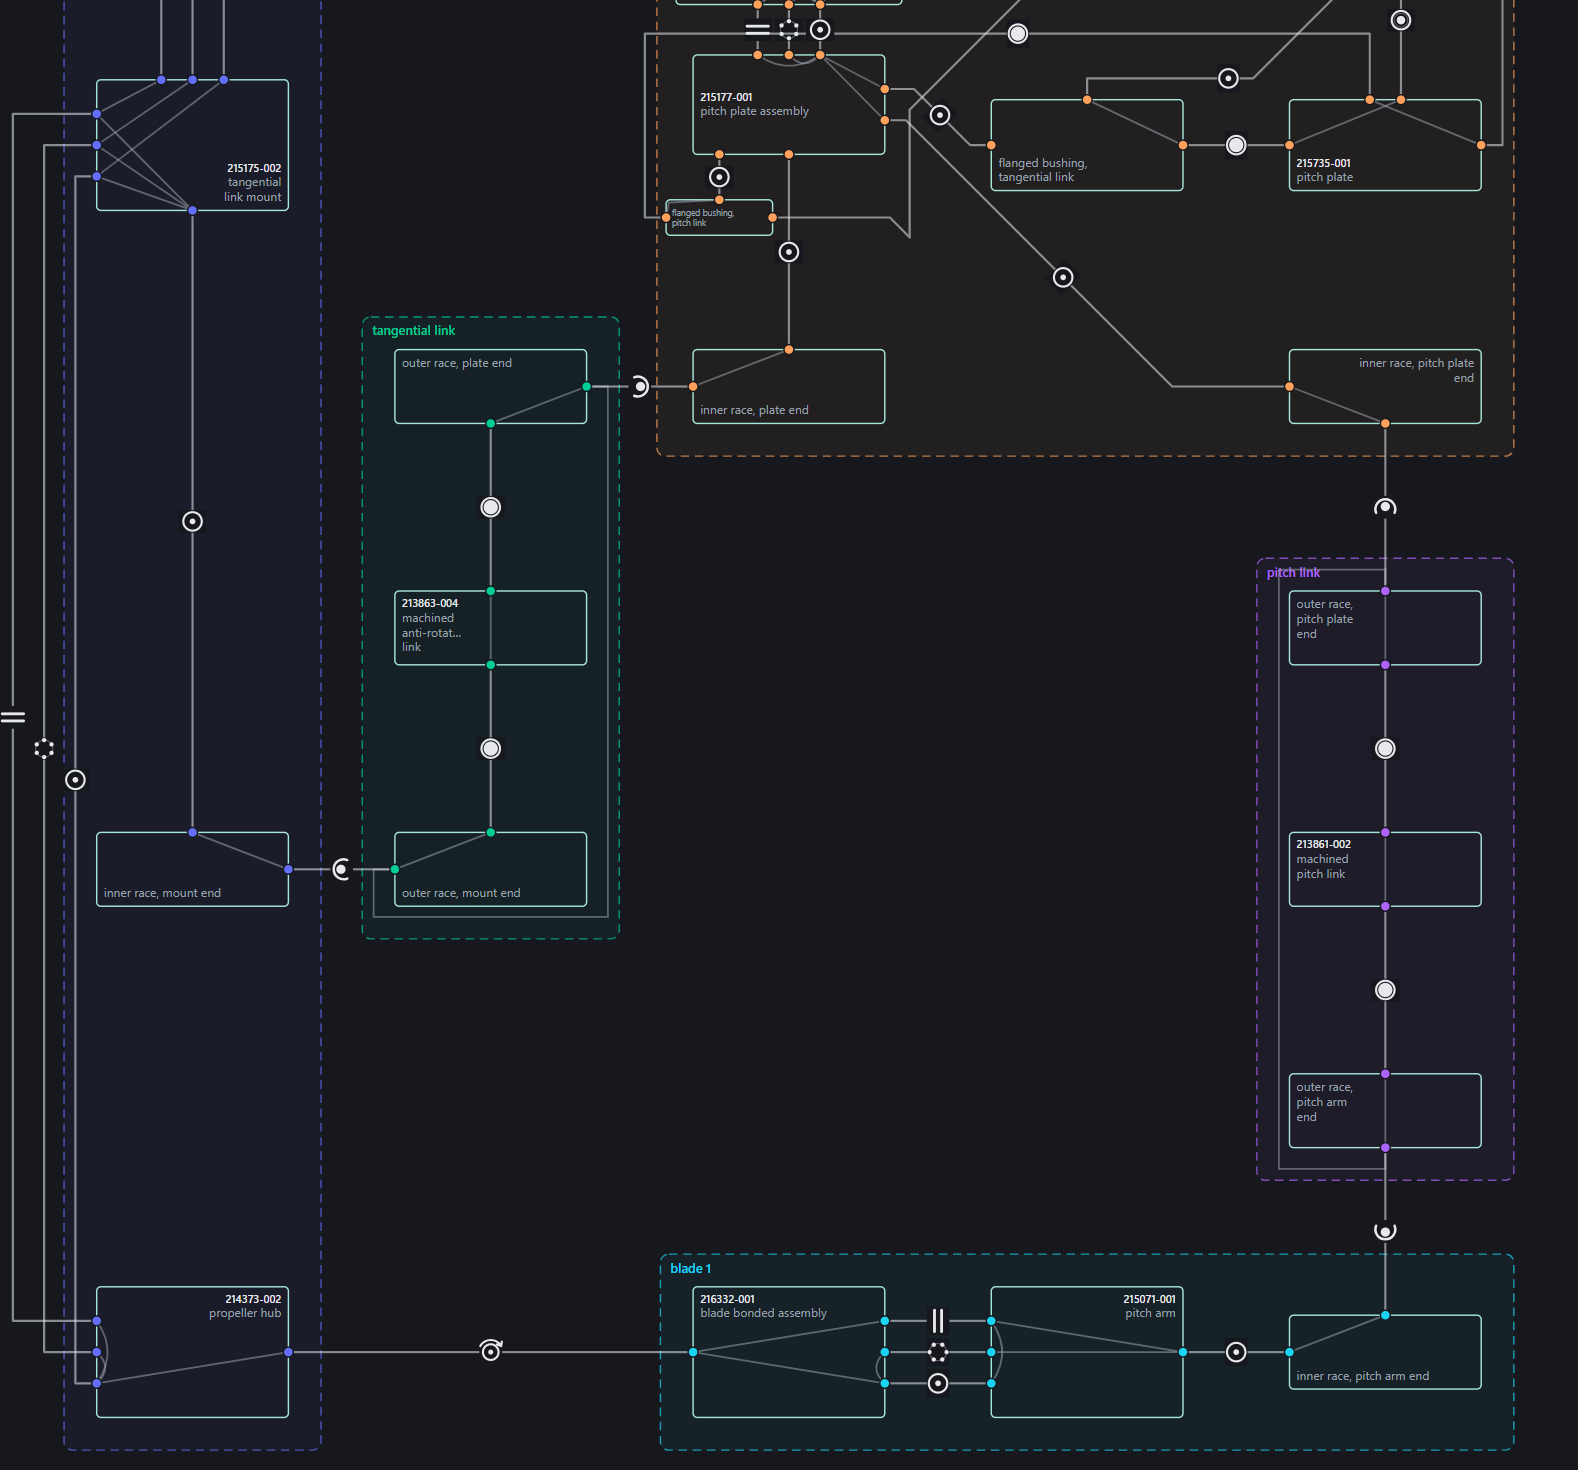 215177-001
pitch plate assembly
flanged bushing,
tangential link
215735-001
pitch plate
215175-002
tangential
link mount
flanged bushing,
pitch link
tangential link
outer race, plate end
inner race, plate end
inner race, pitch plate
end
pitch link
213863-004
machined
anti-rotat...
link
outer race,
pitch plate
end
213861-002
machined
pitch link
inner race, mount end
outer race, mount end
outer race,
pitch arm
end
blade 1
214373-002
propeller hub
216332-001
blade bonded assembly
215071-001
pitch arm
inner race, pitch arm end